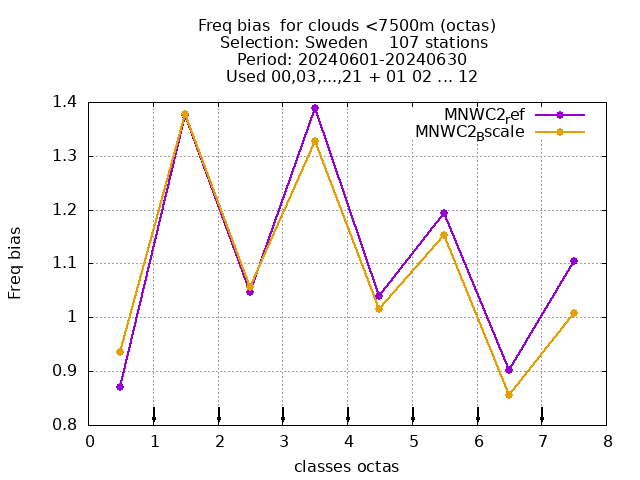 Freq bias  for clouds <7500m (octas)
Selection: Sweden    107 stations
Period: 20240601-20240630
Used 00,03,...,21 + 01 02 ... 12
MNWC2ref
MNWC2Bscale
1.4
1.3
1.2
1.1
1
0.9
0.8
Freq bias
0 1 2 3 4 5 6 7 8
classes octas